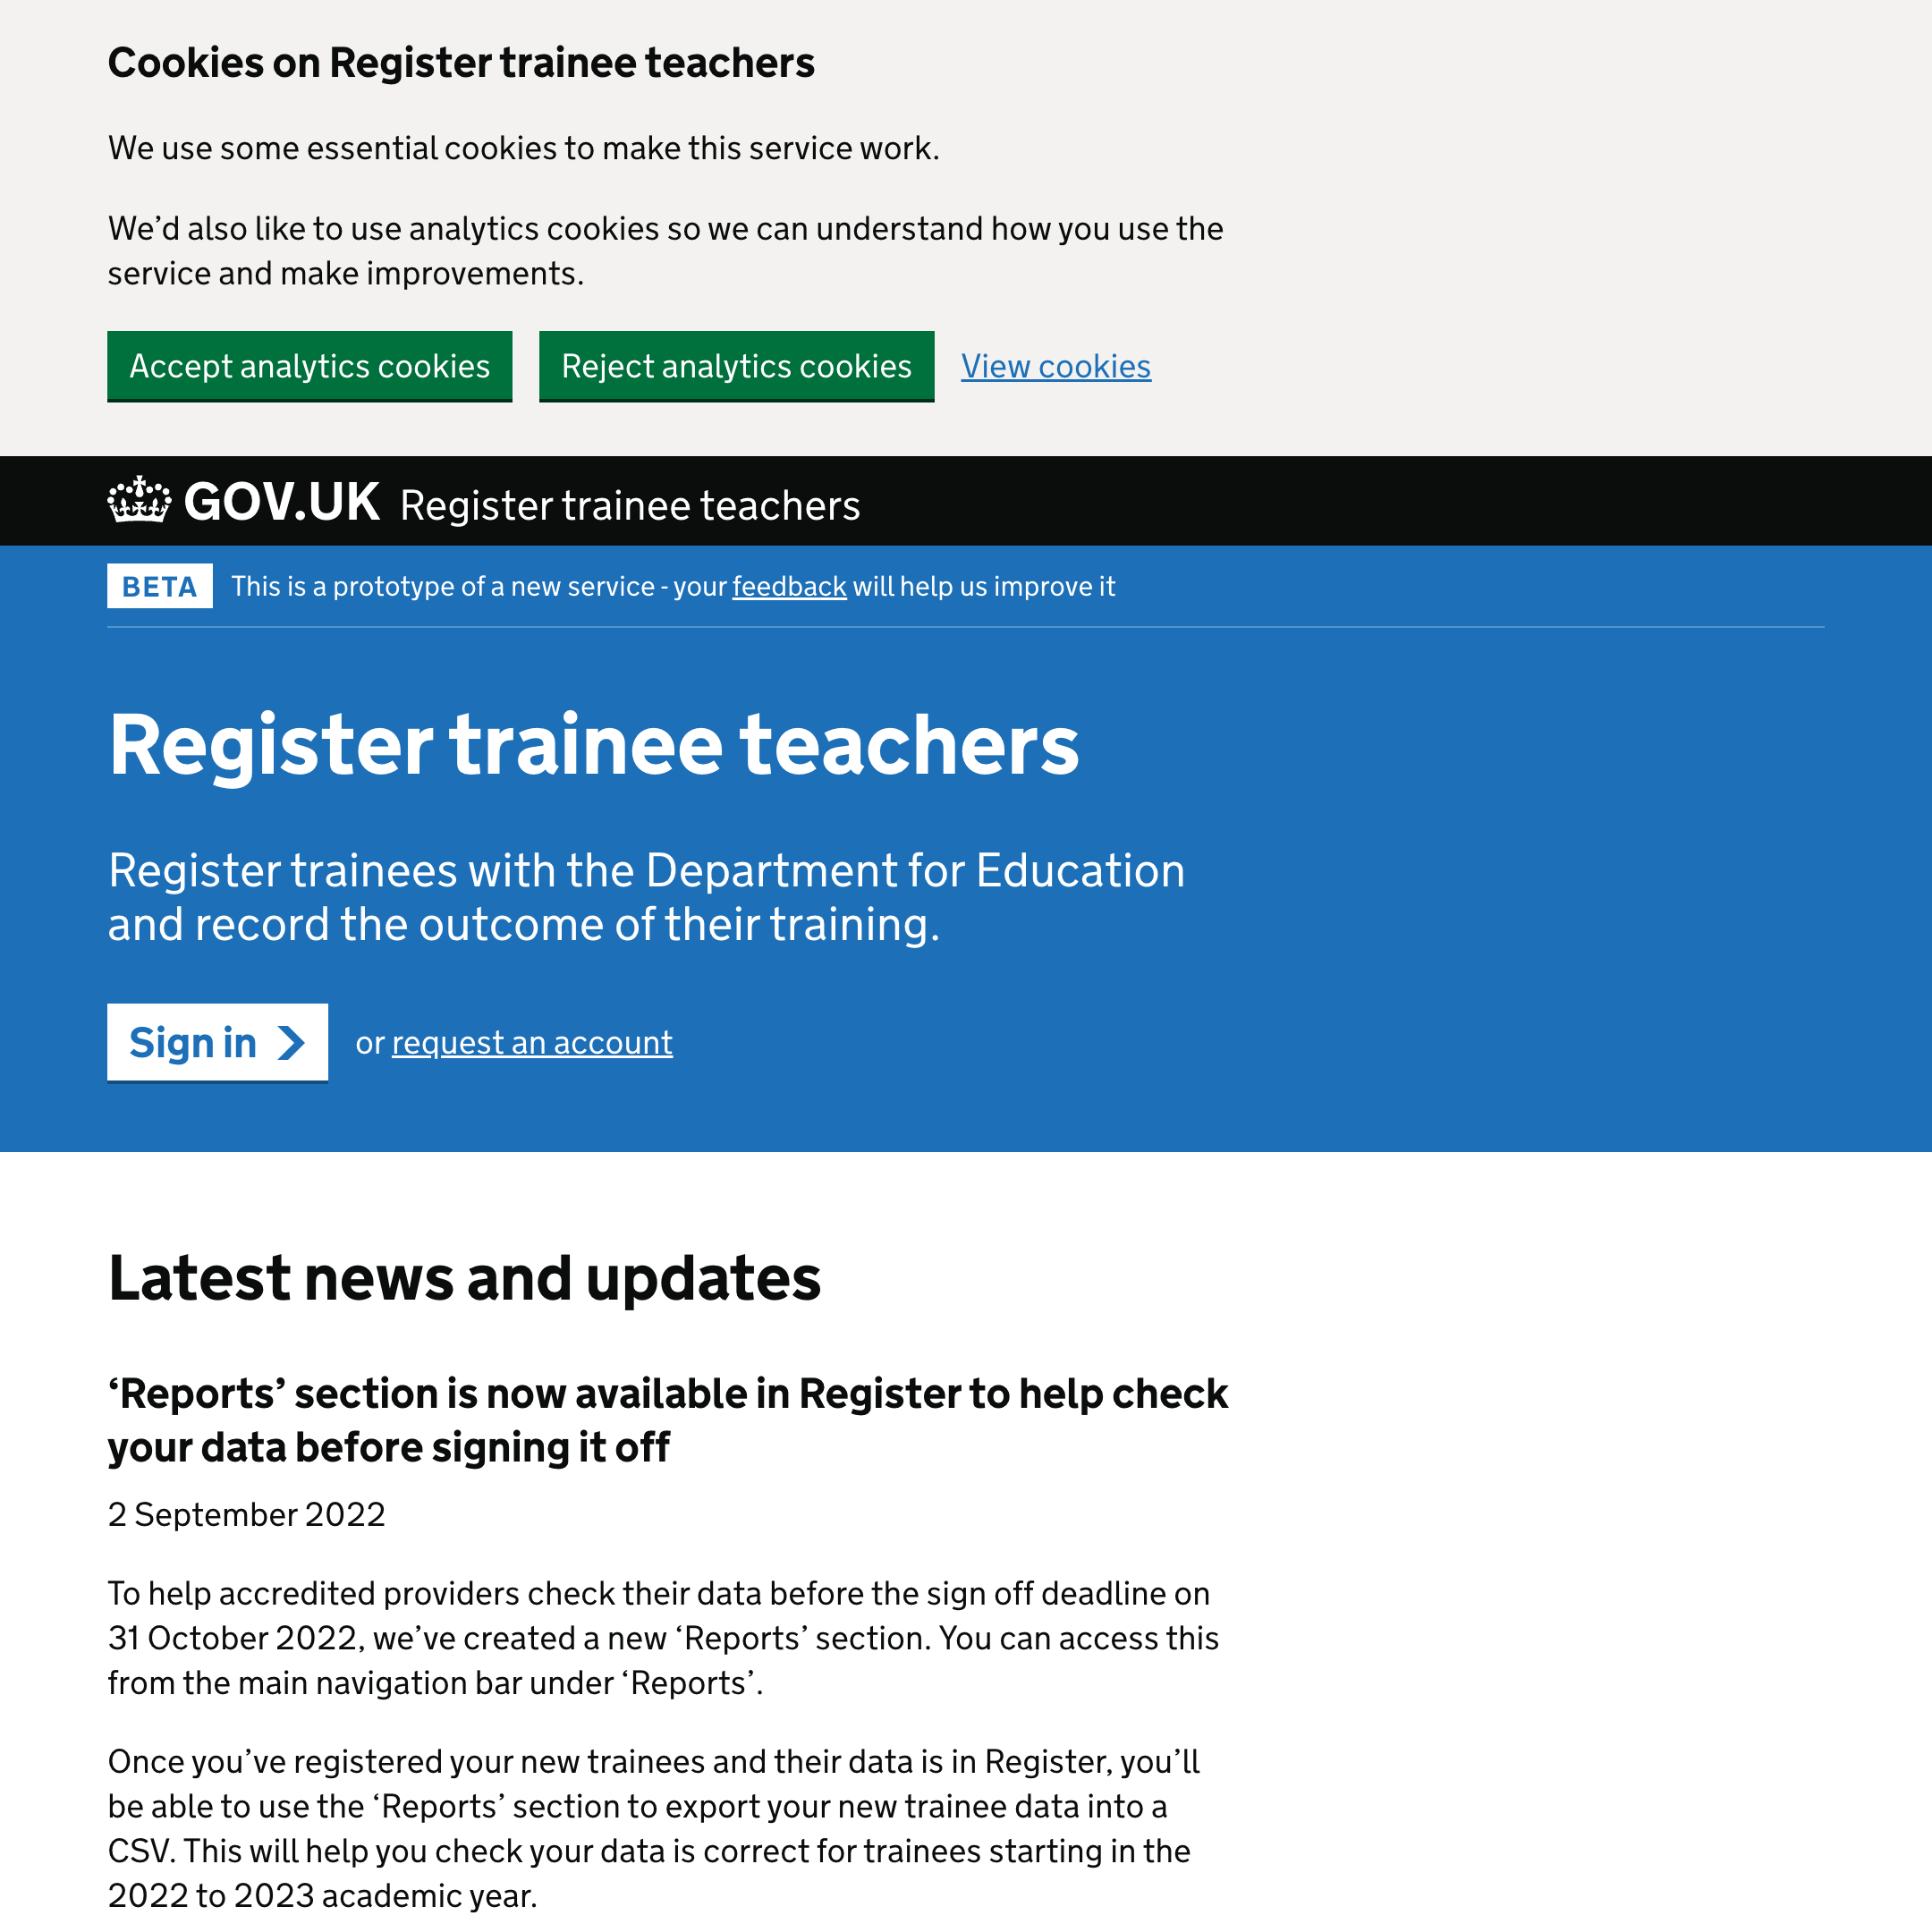 Cookies on Register trainee teachers
We use some essential cookies to make this service work.
We’d also like to use analytics cookies so we can understand how you use the
service and make improvements.
Accept analytics cookies Reject analytics cookies View cookies
GOV.UK Register trainee teachers
BETA This is a prototype of a new service - your feedback will help us improve it
Register trainee teachers
Register trainees with the Department for Education
and record the outcome of their training.
Sign in or request an account
Latest news and updates
‘Reports’ section is now available in Register to help check
your data before signing it off
2 September 2022
To help accredited providers check their data before the sign off deadline on
31 October 2022, we’ve created a new ‘Reports’ section. You can access this
from the main navigation bar under ‘Reports’.
Once you’ve registered your new trainees and their data is in Register, you’ll
be able to use the ‘Reports’ section to export your new trainee data into a
CSV. This will help you check your data is correct for trainees starting in the
2022 to 2023 academic year.